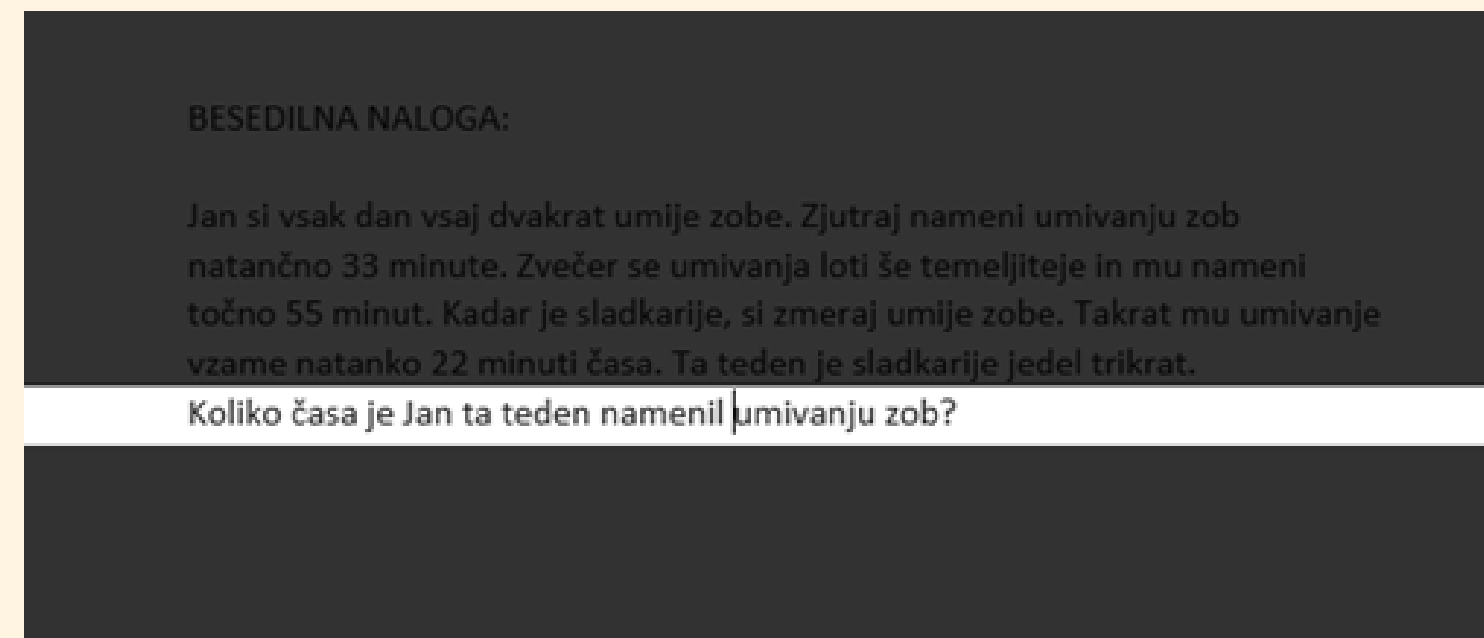 BESEDILNA NALOGA:
Jan si vsak dan vsaj dvakrat umije zobe. Zjutraj nameni umivanju zob
natančno 33 minute. Zvečer se umivanja loti še temeljiteje in mu nameni
točno 55 minut. Kadar je sladkarije, si zmeraj umije zobe. Takrat mu umivanje
vzame natanko 22 minuti časa. Ta teden je sladkarije jedel trikrat.
Koliko časa je Jan ta teden namenil umivanju zob?